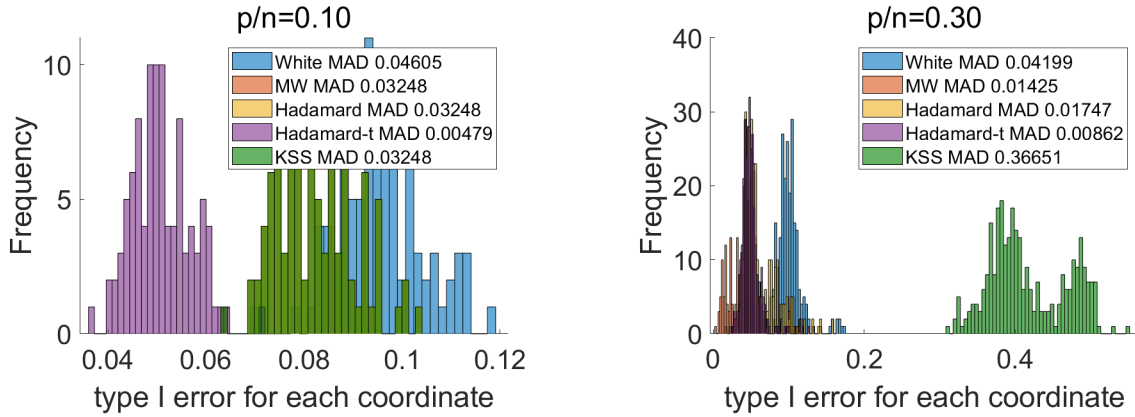 p/n=0.10
10
5
0
Frequency
White MAD 0.04605
MW MAD 0.03248
Hadamard MAD 0.03248
Hadamard-t MAD 0.00479
KSS MAD 0.03248
0.04 0.06 0.08 0.1 0.12
type I error for each coordinate
p/n=0.30
40
30
20
10
0
Frequency
White MAD 0.04199
MW MAD 0.01425
Hadamard MAD 0.01747
Hadamard-t MAD 0.00862
KSS MAD 0.36651
0 0.2 0.4
type I error for each coordinate